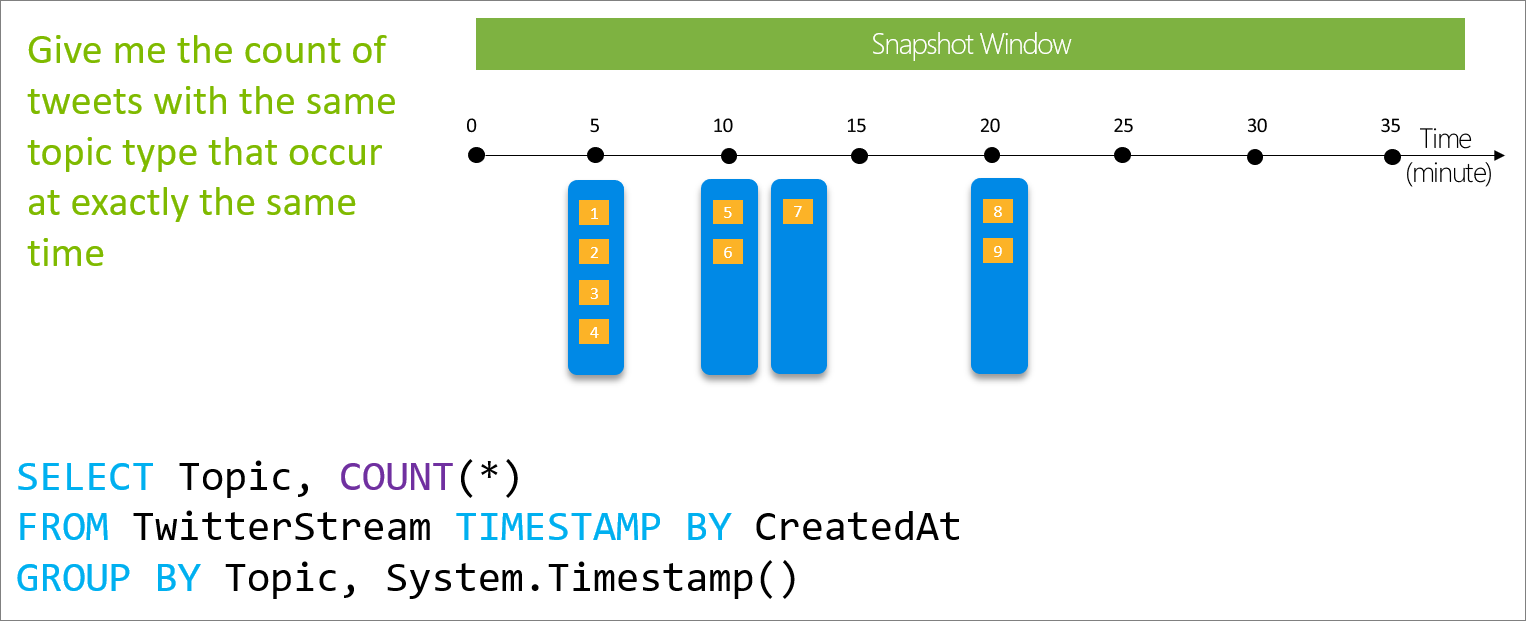 Give me the count of
tweets with the same
topic type that occur
at exactly the same
time
Snapshot Window
0 5 10 15 20 25 30 35
Time
(minute)
1 5 7 8
2 6 9
3
4
SELECT Topic, COUNT(*)
FROM TwitterStream TIMESTAMP BY CreatedAt
GROUP BY Topic, System.Timestamp()